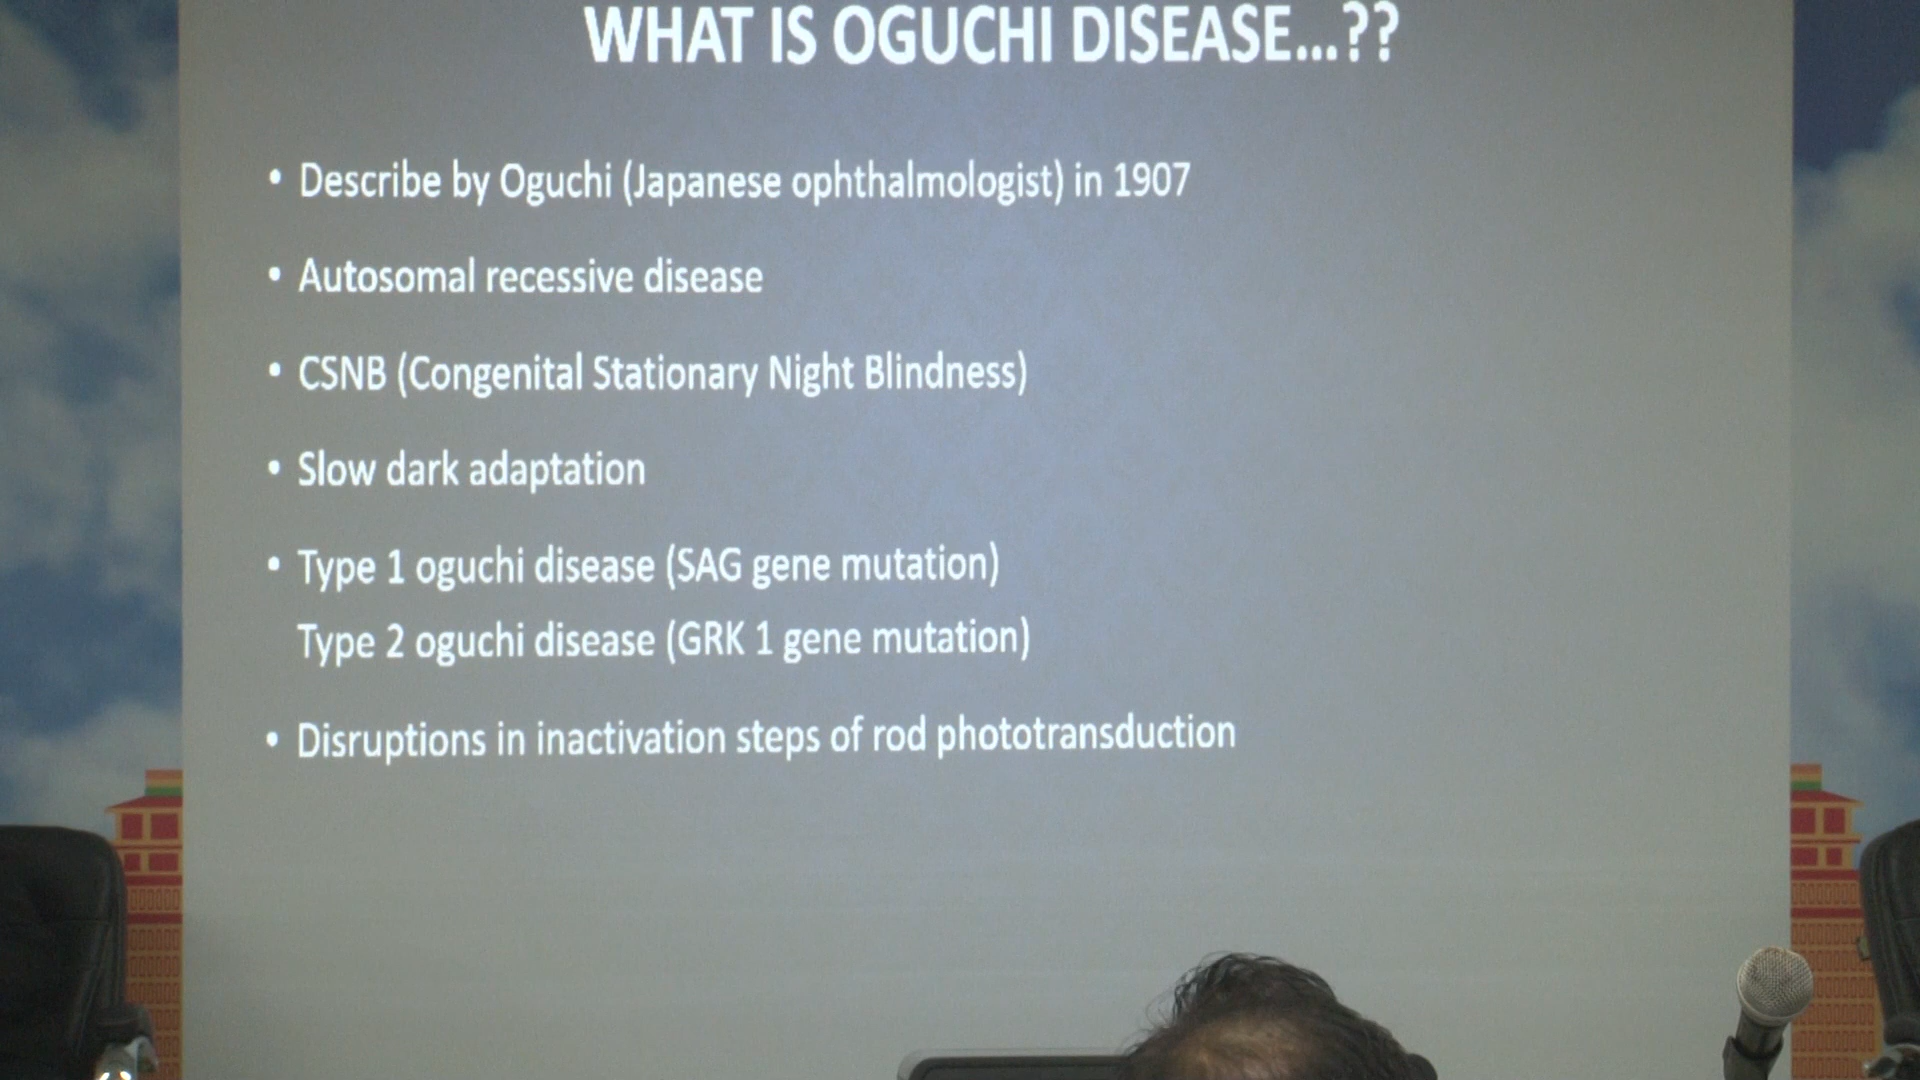 WHAT IS OGUCHI DISEASE...??
• Describe by Oguchi (Japanese ophthalmologist) in 1907
• Autosomal recessive disease
• CSNB (Congenital Stationary Night Blindness)
• Slow dark adaptation
• Type 1 oguchi disease (SAG gene mutation)
Type 2 oguchi disease (GRK 1 gene mutation)
• Disruptions in inactivation steps of rod phototransduction